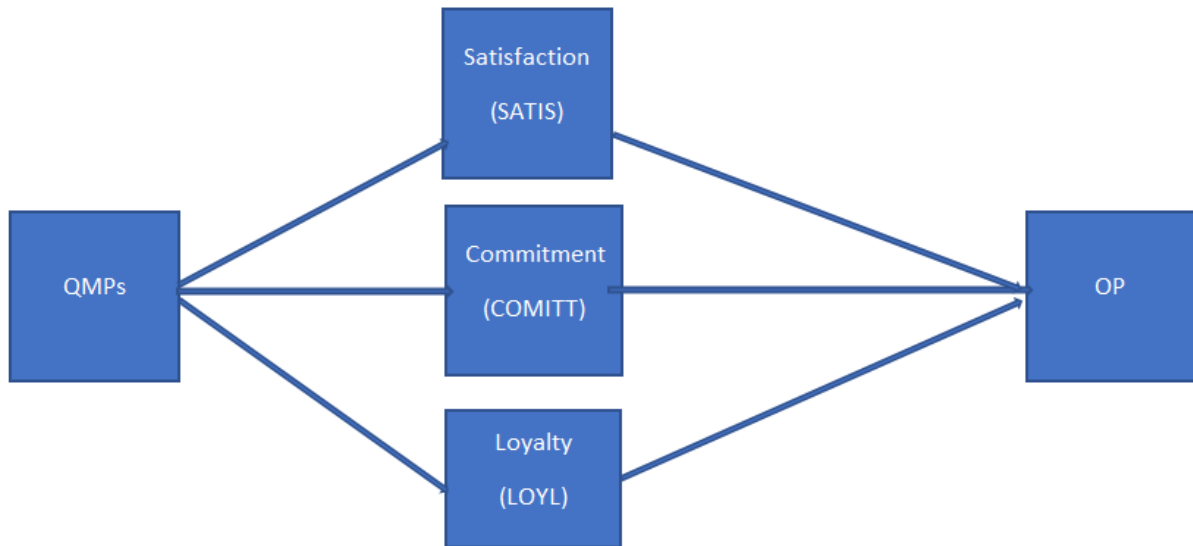 Satisfaction
(SATIS)
QMPs
Commitment
(COMITT)
OP
Loyalty
(LOYL)